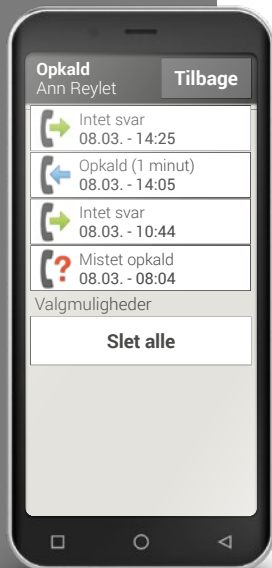 Opkald
Ann Reylet
Tilbage
Intet svar
08.03. - 14:25
Opkald (1 minut)
08.03. - 14:05
Intet svar
08.03. - 10:44
Mistet opkald
08.03. - 08:04
Valgmuligheder
Slet alle